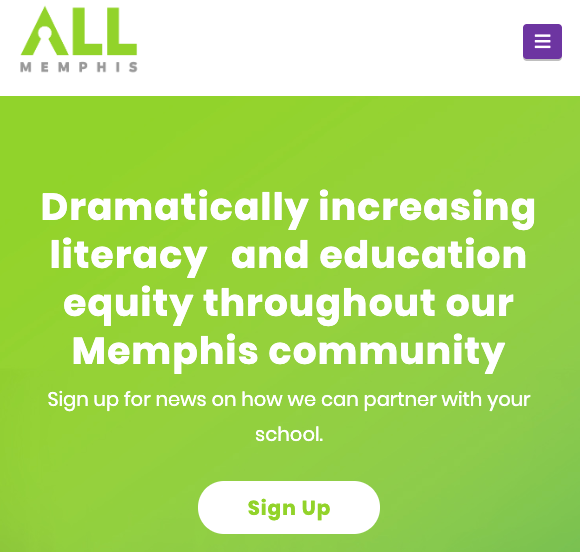 ALL
MEMPHIS
Dramatically increasing
literacy and education
equity throughout our
Memphis community
Sign up for news on how we can partner with your
school.
Sign Up